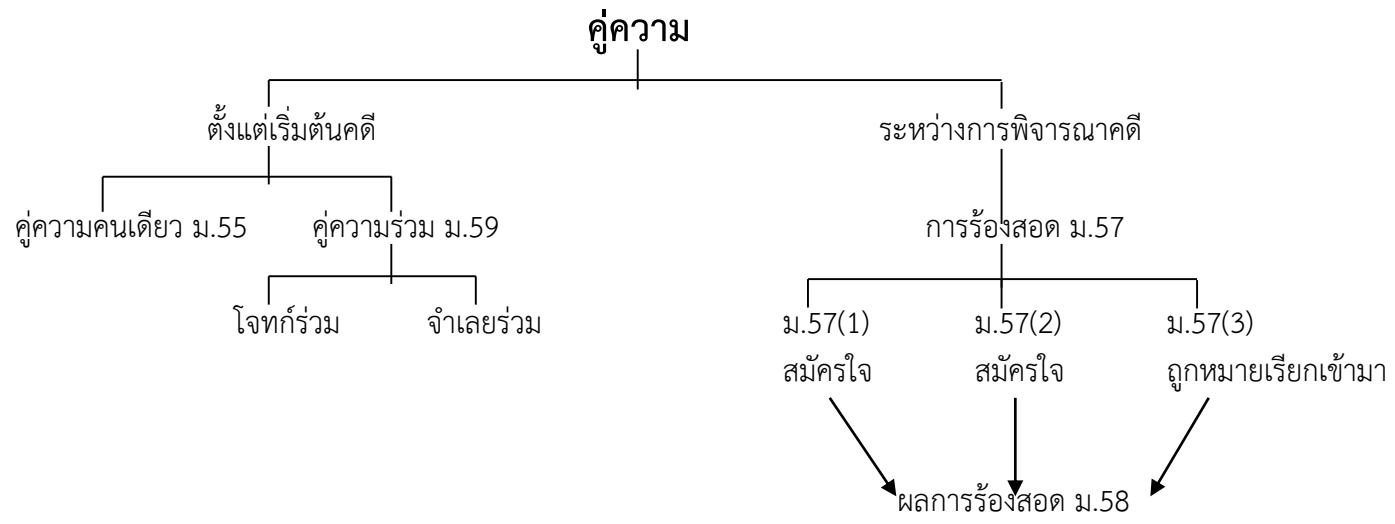 คู่ความ
ตั้งแต่เริ่มต้นคดี ระหว่างการพิจารณาคดี
คู่ความคนเดียว ม.55 คู่ความร่วม ม.59 การร้องสอด ม.57
โจทก์ร่วม จำเลยร่วม ม.57(1) ม.57(2) ม.57(3)
สมัครใจ สมัครใจ ถูกหมายเรียกเข้ามา
ผลการร้องสอด ม.58